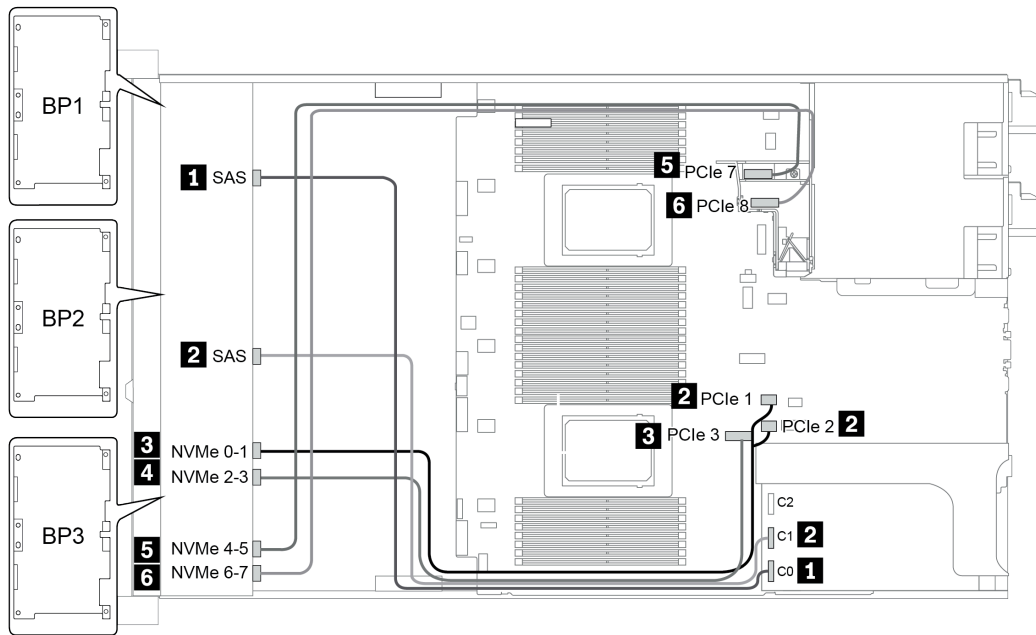 BP1
BP2
BP3
1 SAS
2 SAS
3 NVMe 0-1
4 NVMe 2-3
5 NVMe 4-5
6 NVMe 6-7
5 PCIe 7
6 PCIe 8
2 PCIe 1
PCIe 2 2
3 PCIe 3
C2
C1 2
C0 1